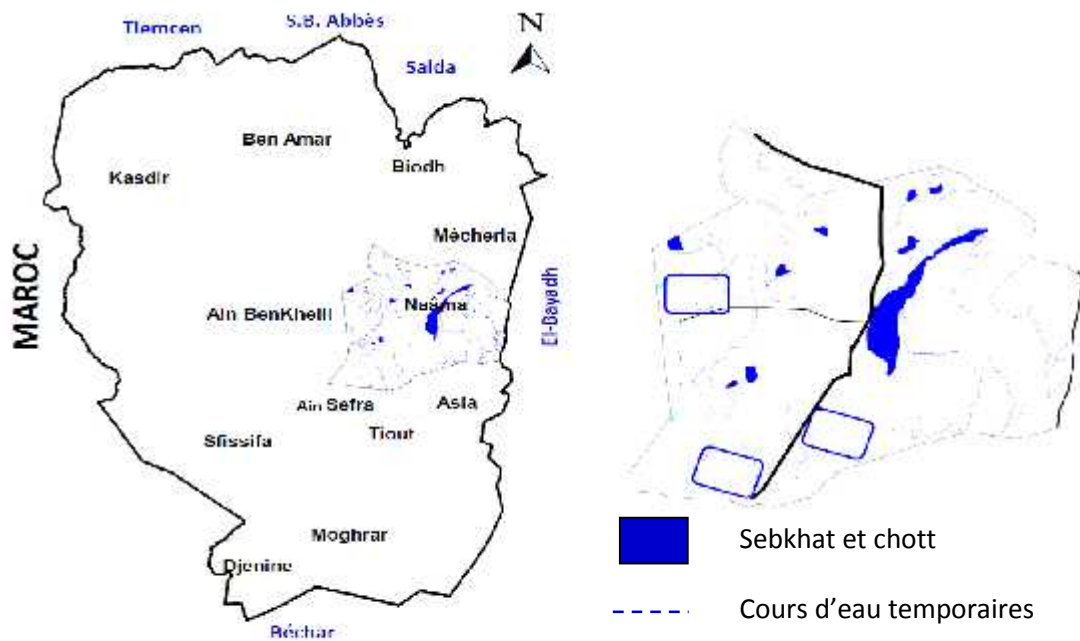 S.B. Abbès
N
Tlemcen
Saida
Ben Amar
Biodh
Kasdir
Mècheria
MAROC
Naâma
Ain BenKhelil
El-Bayadh
Ain Sefra
Asla
Tiout
Sfissifa
Moghrar
Djenine
Béchar
Sebkhat et chott
Cours d’eau temporaires